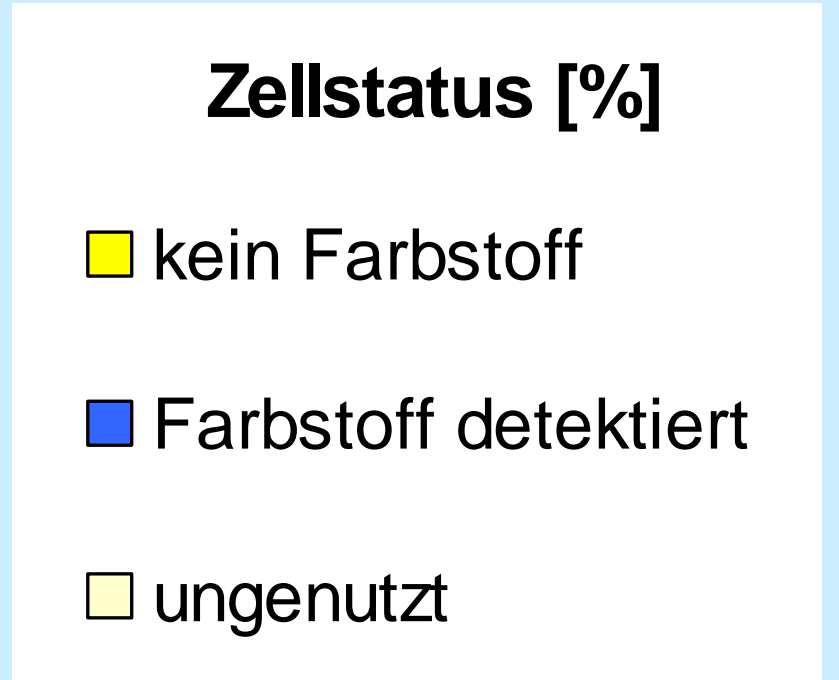 Zellstatus [%]
kein Farbstoff
Farbstoff detektiert
ungenutzt